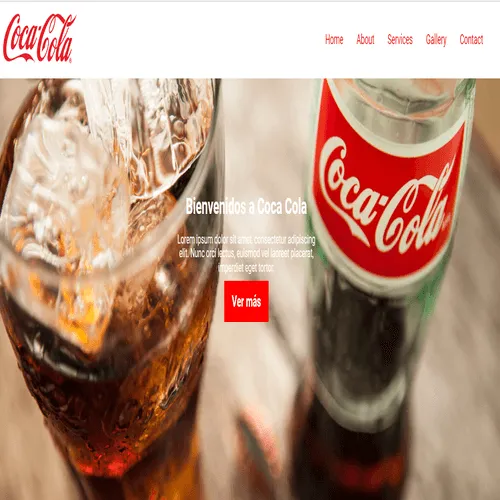 Coca-Cola
Home About Services Gallery Contact
Coca-Cola
Bienvenidos a Coca Cola
Lorem ipsum dolor sit amet, consectetur adipiscing
elit. Nunc orci lectus, euismod vel laoreet placerat,
imperdiet eget tortor.
Ver más